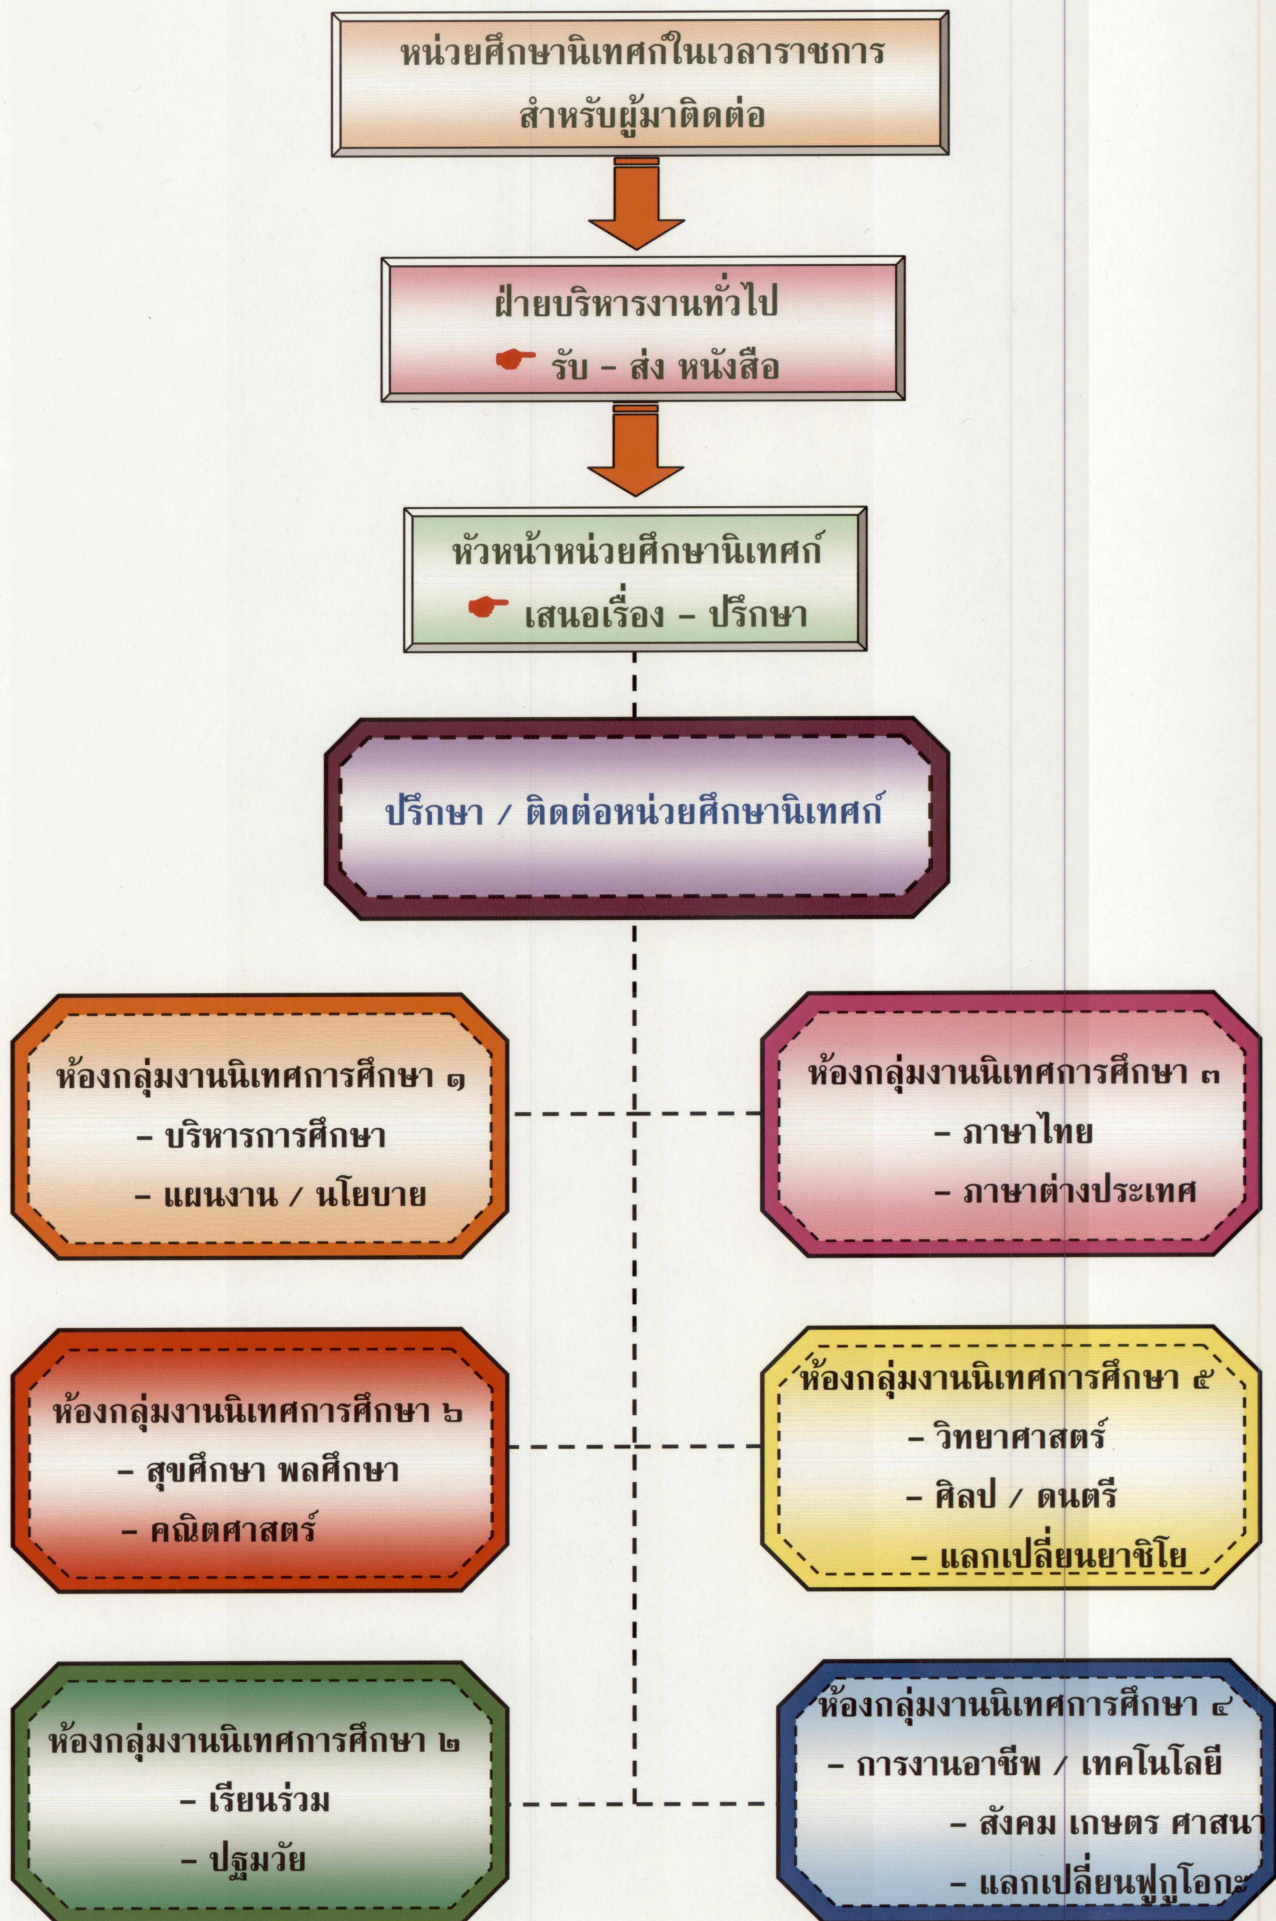 หน่วยศึกษานิเทศก์ในเวลาราชการ
สำหรับผู้มาติดต่อ
ฝ่ายบริหารงานทั่วไป
รับ – ส่ง หนังสือ
หัวหน้าหน่วยศึกษานิเทศก์
เสนอเรื่อง – ปรึกษา
ปรึกษา / ติดต่อหน่วยศึกษานิเทศก์
ห้องกลุ่มงานนิเทศการศึกษา ๑
– บริหารการศึกษา
– แผนงาน / นโยบาย
ห้องกลุ่มงานนิเทศการศึกษา ๓
– ภาษาไทย
– ภาษาต่างประเทศ
ห้องกลุ่มงานนิเทศการศึกษา ๖
– สุขศึกษา พลศึกษา
– คณิตศาสตร์
ห้องกลุ่มงานนิเทศการศึกษา ๕
– วิทยาศาสตร์
– ศิลป / ดนตรี
– แลกเปลี่ยนยาชิโย
ห้องกลุ่มงานนิเทศการศึกษา ๒
– เรียนร่วม
– ปฐมวัย
ห้องกลุ่มงานนิเทศการศึกษา ๔
– การงานอาชีพ / เทคโนโลยี
– สังคม เกษตร ศาสนา
– แลกเปลี่ยนฟูกูโอกะ